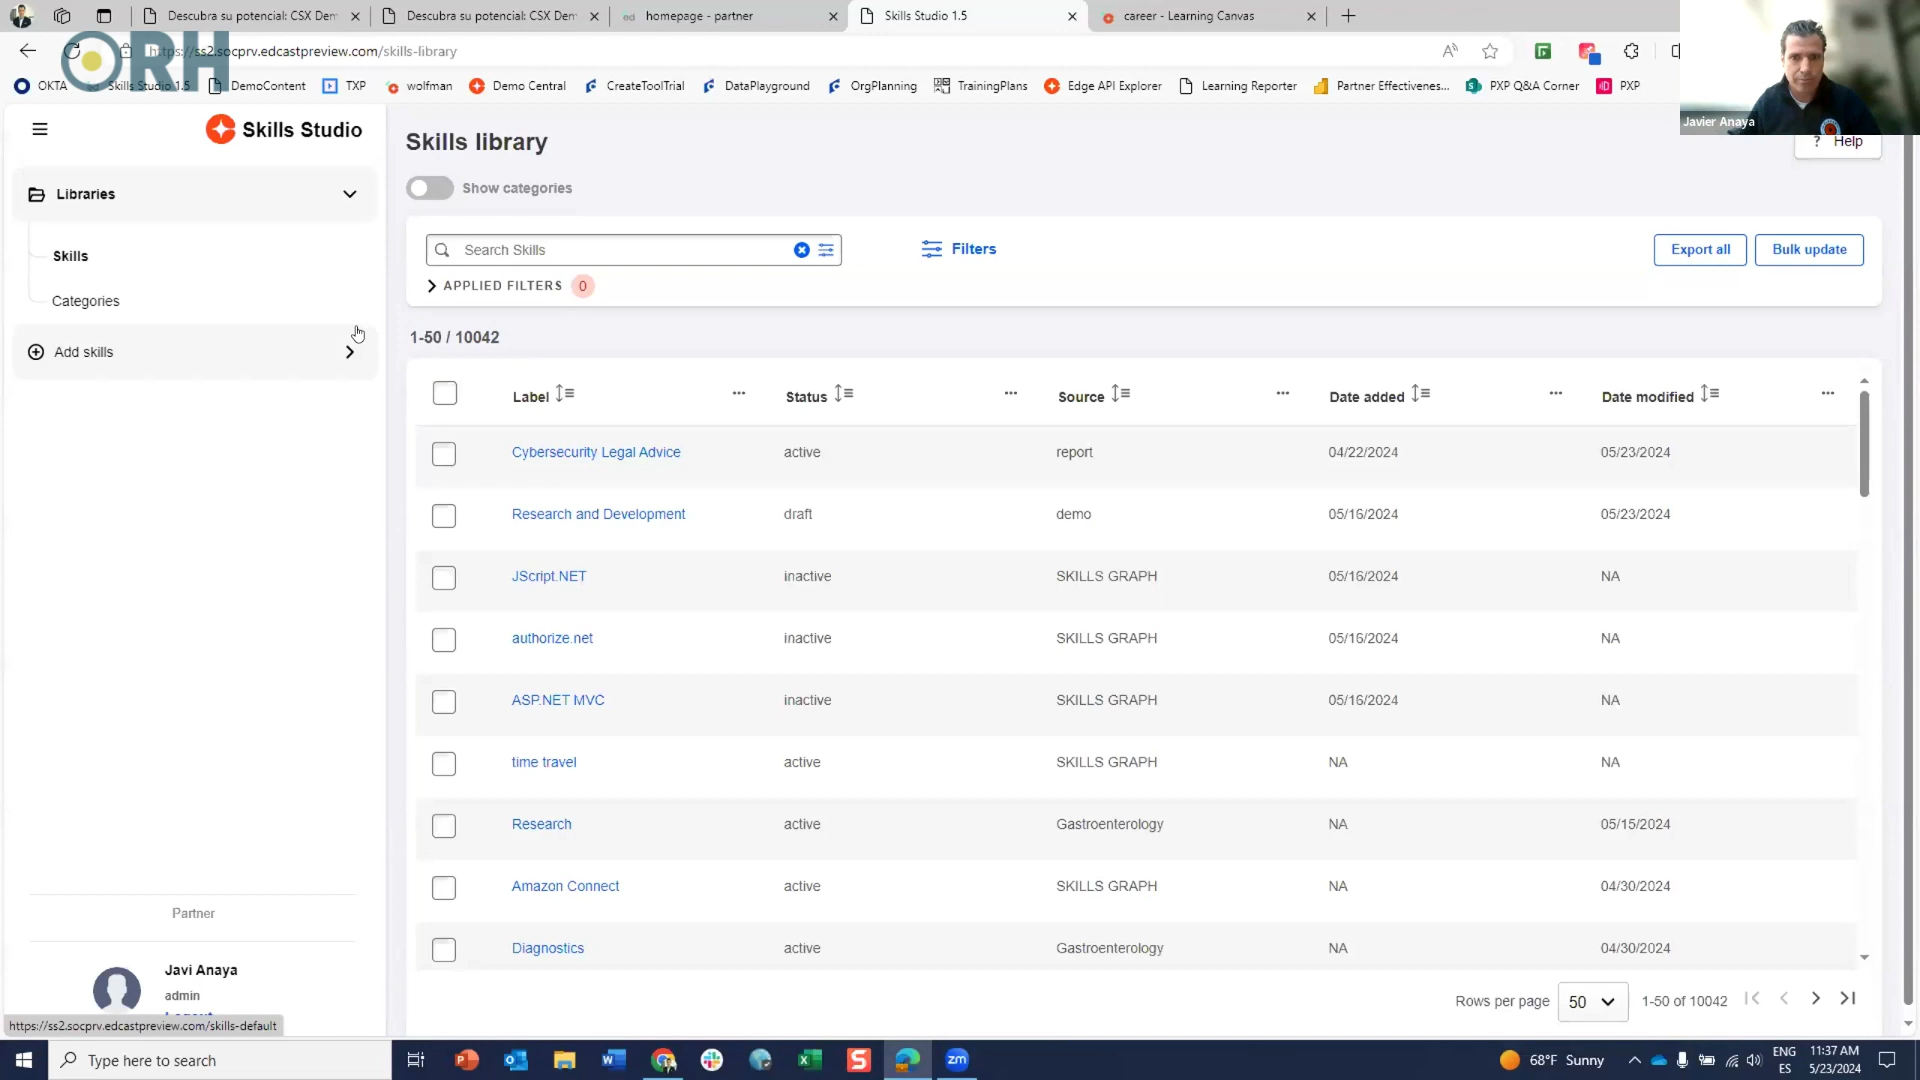 Descubra su potencial: CSX Den
Descubra su potencial: CSX Den
ed homepage - partner
Skills Studio 1.5
career - Learning Canvas
https://ss2.socprv.edcastpreview.com/skills-library
ORH
OKTA
Skills Studio 1.5
DemoContent
TXP
wolfman
Demo Central
CreateToolTrial
DataPlayground
OrgPlanning
TrainingPlans
Edge API Explorer
Learning Reporter
Partner Effectivenes...
PXP Q&A Corner
PXP
Javier Anaya
Skills Studio
Libraries
Skills
Categories
Add skills
Partner
Javi Anaya
admin
https://ss2.socprv.edcastpreview.com/skills-default
Skills library
? Help
Show categories
Search Skills
Filters
Export all
Bulk update
APPLIED FILTERS 0
1-50 / 10042
Label Status Source Date added Date modified
Cybersecurity Legal Advice active report 04/22/2024 05/23/2024
Research and Development draft demo 05/16/2024 05/23/2024
JScript.NET inactive SKILLS GRAPH 05/16/2024 NA
authorize.net inactive SKILLS GRAPH 05/16/2024 NA
ASP.NET MVC inactive SKILLS GRAPH 05/16/2024 NA
time travel active SKILLS GRAPH NA NA
Research active Gastroenterology NA 05/15/2024
Amazon Connect active SKILLS GRAPH NA 04/30/2024
Diagnostics active Gastroenterology NA 04/30/2024
Rows per page 50 1-50 of 10042
Type here to search
zm
68°F Sunny
ENG
ES
11:37 AM
5/23/2024